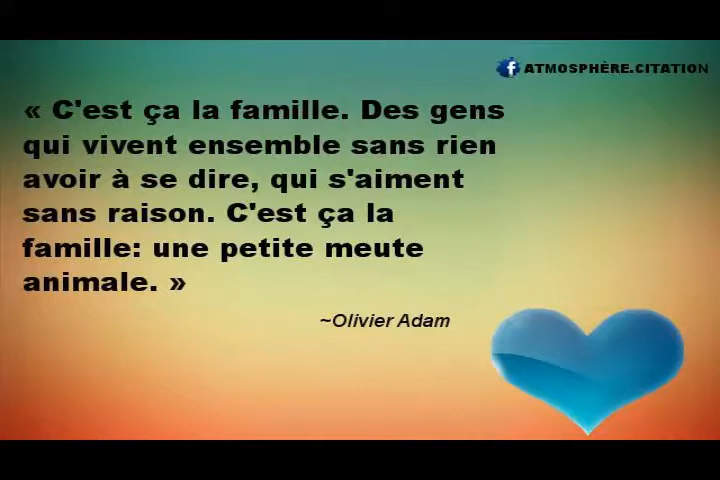 ATMOSPHÈRE.CITATION
« C'est ça la famille. Des gens
qui vivent ensemble sans rien
avoir à se dire, qui s'aiment
sans raison. C'est ça la
famille: une petite meute
animale. »
~Olivier Adam